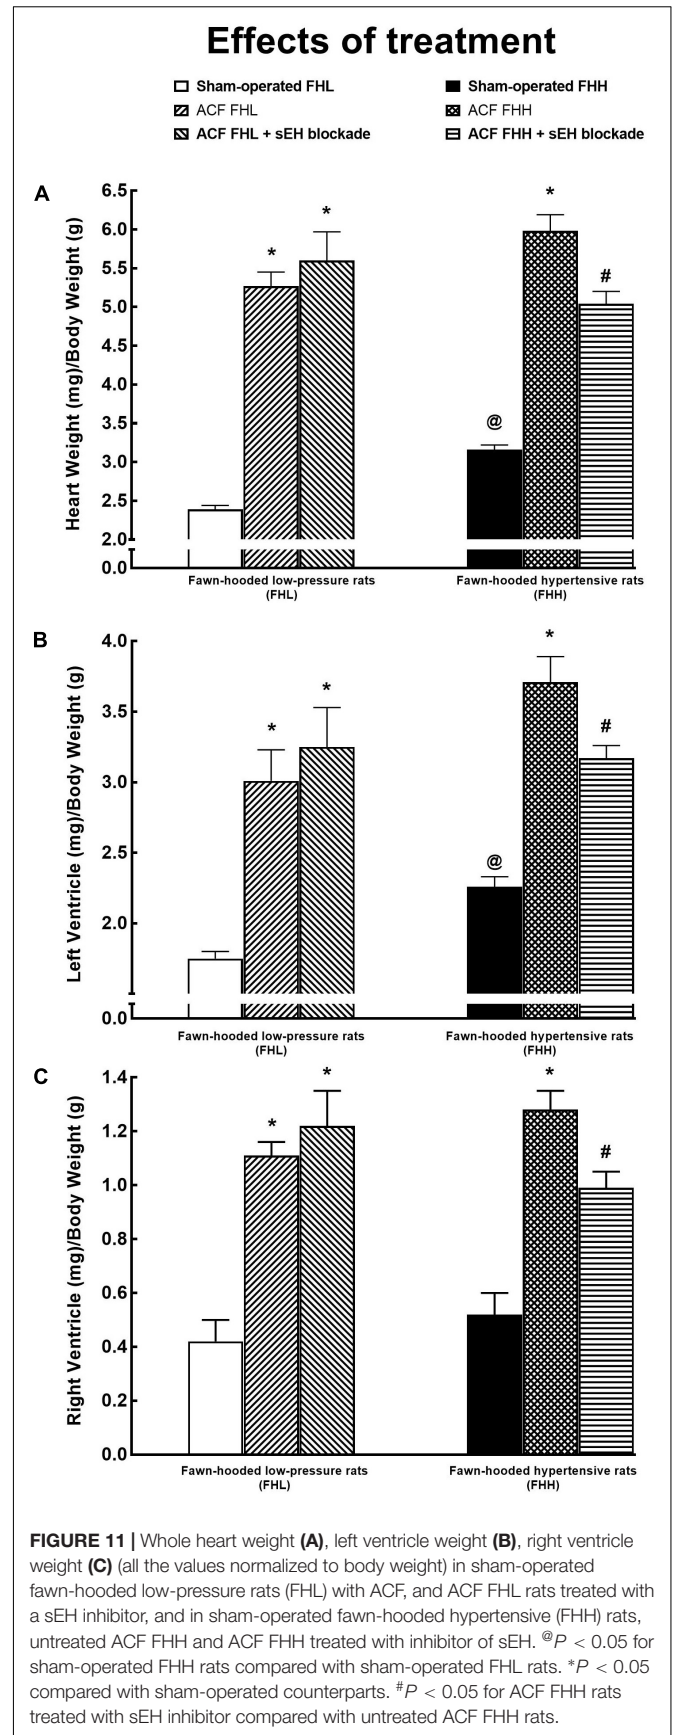 Effects of treatment
Sham-operated FHL
Sham-operated FHH
ACF FHL
ACF FHH
ACF FHL + sEH blockade
ACF FHH + sEH blockade
A
Heart Weight (mg)/Body Weight (g)
6.5
6.0
5.5
5.0
4.5
4.0
3.5
3.0
2.5
2.0
0.0
*
*
@
*
#
Fawn-hooded low-pressure rats
(FHL)
Fawn-hooded hypertensive rats
(FHH)
B
Left Ventricle (mg)/Body Weight (g)
4.0
3.5
3.0
2.5
2.0
0.0
*
*
@
*
#
Fawn-hooded low-pressure rats
(FHL)
Fawn-hooded hypertensive rats
(FHH)
C
Right Ventricle (mg)/Body Weight (g)
1.4
1.2
1.0
0.8
0.6
0.4
0.2
0.0
*
*
*
#
Fawn-hooded low-pressure rats
(FHL)
Fawn-hooded hypertensive rats
(FHH)
FIGURE 11 | Whole heart weight (A), left ventricle weight (B), right ventricle
weight (C) (all the values normalized to body weight) in sham-operated
fawn-hooded low-pressure rats (FHL) with ACF, and ACF FHL rats treated with
a sEH inhibitor, and in sham-operated fawn-hooded hypertensive (FHH) rats,
untreated ACF FHH and ACF FHH treated with inhibitor of sEH. @P < 0.05 for
sham-operated FHH rats compared with sham-operated FHL rats. *P < 0.05
compared with sham-operated counterparts. #P < 0.05 for ACF FHH rats
treated with sEH inhibitor compared with untreated ACF FHH rats.